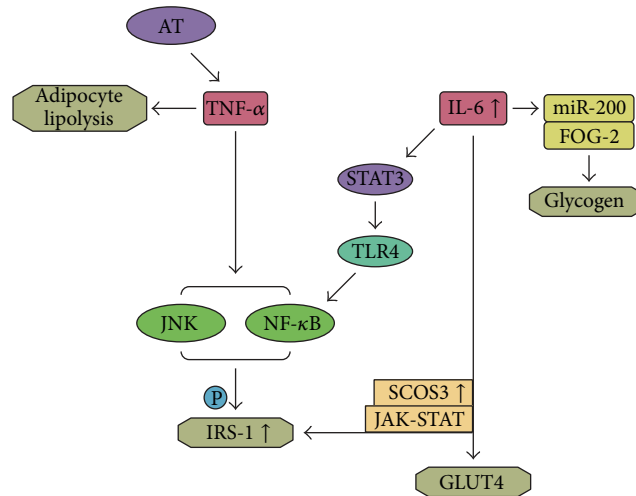 AT
Adipocyte
lipolysis
TNF-α
IL-6 ↑
miR-200
FOG-2
STAT3
Glycogen
TLR4
JNK
NF-κB
P
SCOS3 ↑
JAK-STAT
IRS-1 ↑
GLUT4